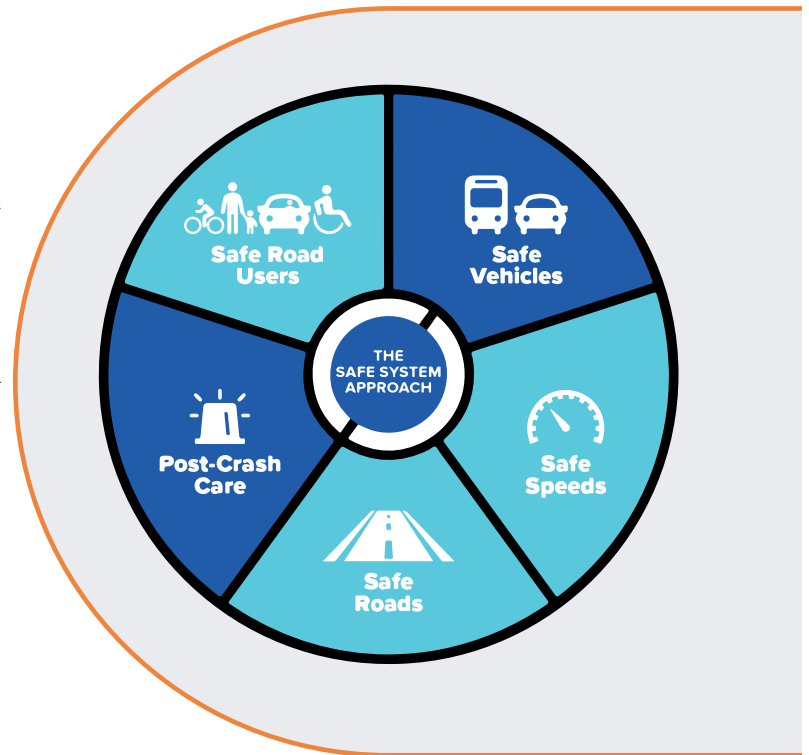 Safe Road
Users
Safe
Vehicles
THE
SAFE SYSTEM
APPROACH
Post-Crash
Care
Safe
Speeds
Safe
Roads